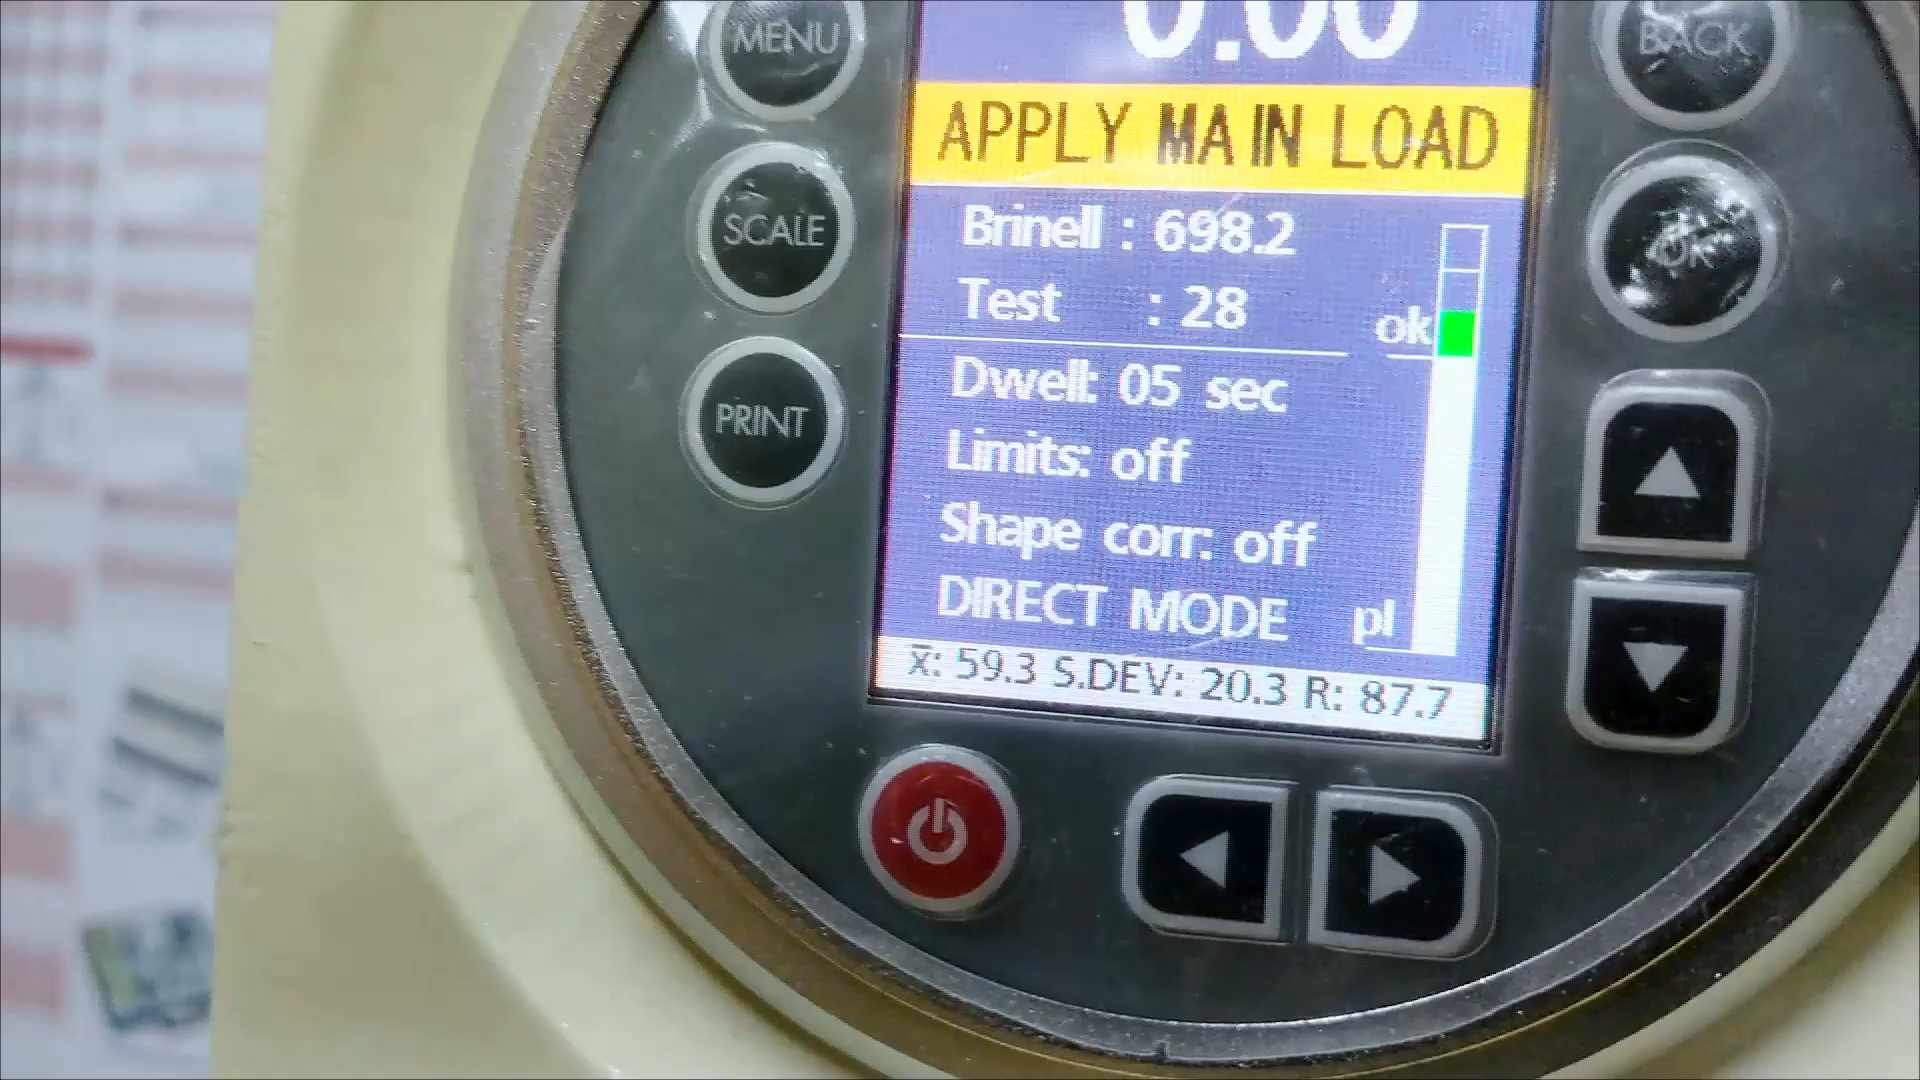 MENU
0.00
BACK
APPLY MAIN LOAD
SCALE
Brinell : 698.2
OK
Test : 28
ok
PRINT
Dwell: 05 sec
Limits: off
Shape corr: off
DIRECT MODE pl
x̄: 59.3 S.DEV: 20.3 R: 87.7